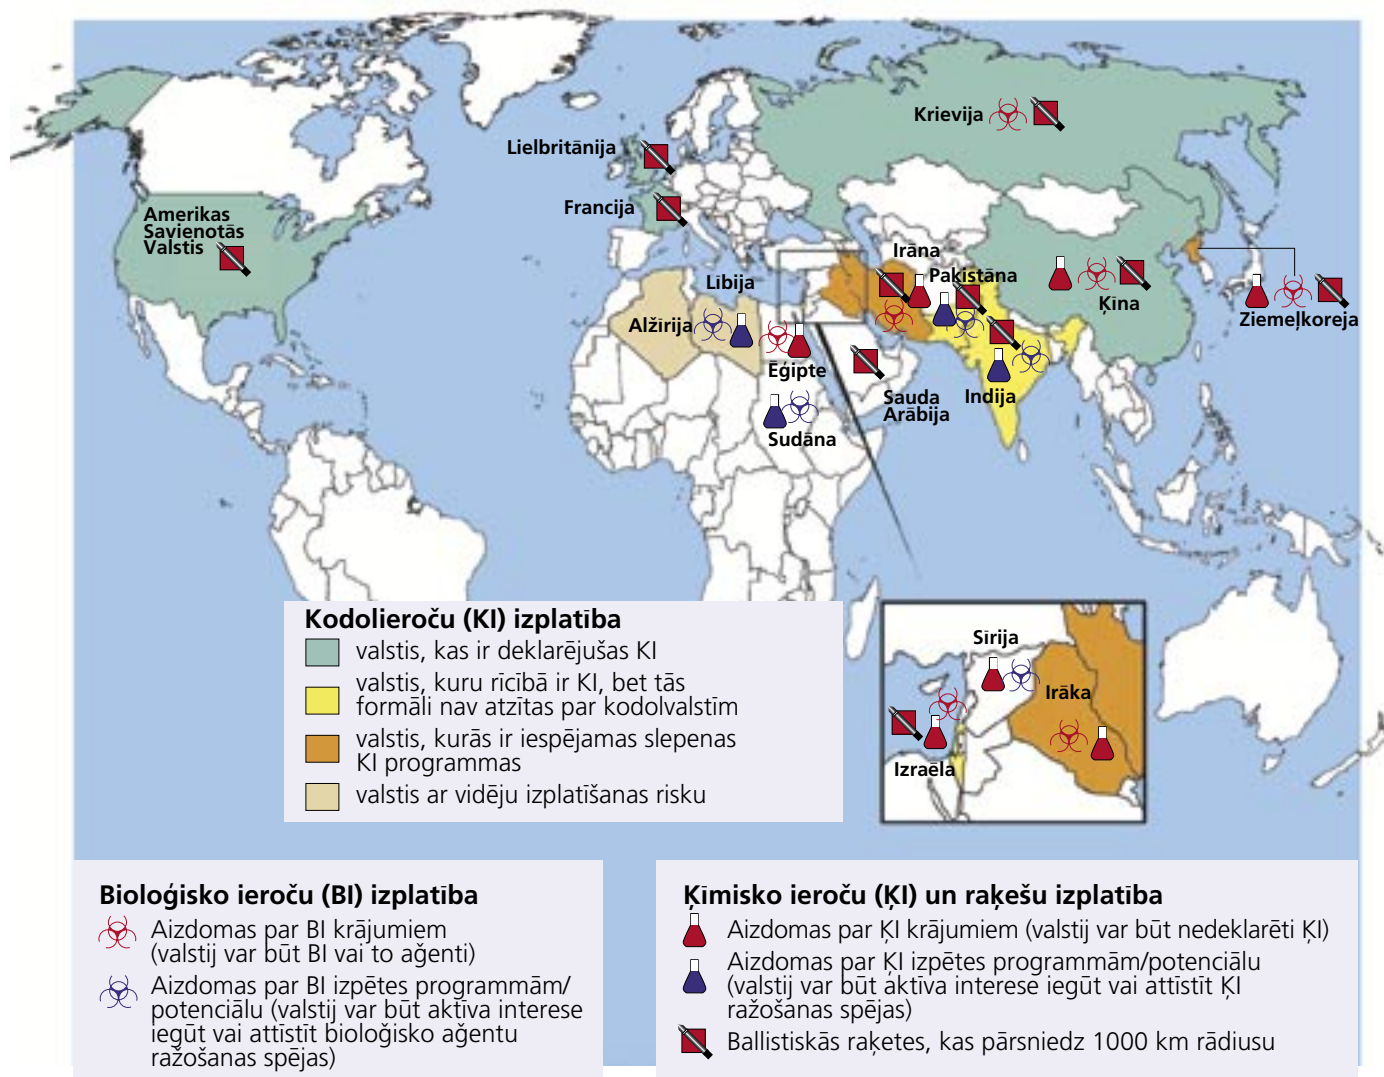 Krievija
Lielbritānija
Francija
Amerikas
Savienotās
Valstis
Irāna
Pakistāna
Lībija
Alžīrija
Ķīna
Ziemeļkoreja
Ēģipte
Sauda
Arābija
Indija
Sudāna
Sīrija
Irāka
Izraēla
Kodolieroču (KI) izplatība
valstis, kas ir deklarējušas KI
valstis, kuru rīcībā ir KI, bet tās
formāli nav atzītas par kodolvalstīm
valstis, kurās ir iespējamas slepenas
KI programmas
valstis ar vidēju izplatīšanas risku
Bioloģisko ieroču (BI) izplatība
Aizdomas par BI krājumiem
(valstij var būt BI vai to aģenti)
Aizdomas par BI izpētes programmām/
potenciālu (valstij var būt aktīva interese
iegūt vai attīstīt bioloģisko aģentu
ražošanas spējas)
Ķīmisko ieroču (ĶI) un raķešu izplatība
Aizdomas par ĶI krājumiem (valstij var būt nedeklarēti ĶI)
Aizdomas par ĶI izpētes programmām/potenciālu
(valstij var būt aktīva interese iegūt vai attīstīt ĶI
ražošanas spējas)
Ballistiskās raķetes, kas pārsniedz 1000 km rādiusu